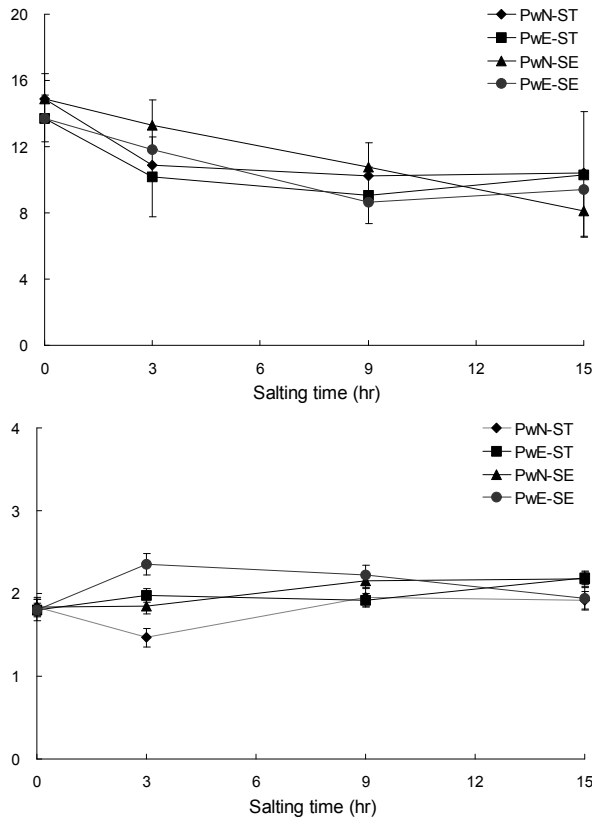 20
16
12
8
4
0
0 3 6 9 12 15
Salting time (hr)
PwN-ST
PwE-ST
PwN-SE
PwE-SE
4
3
2
1
0
0 3 6 9 12 15
Salting time (hr)
PwN-ST
PwE-ST
PwN-SE
PwE-SE